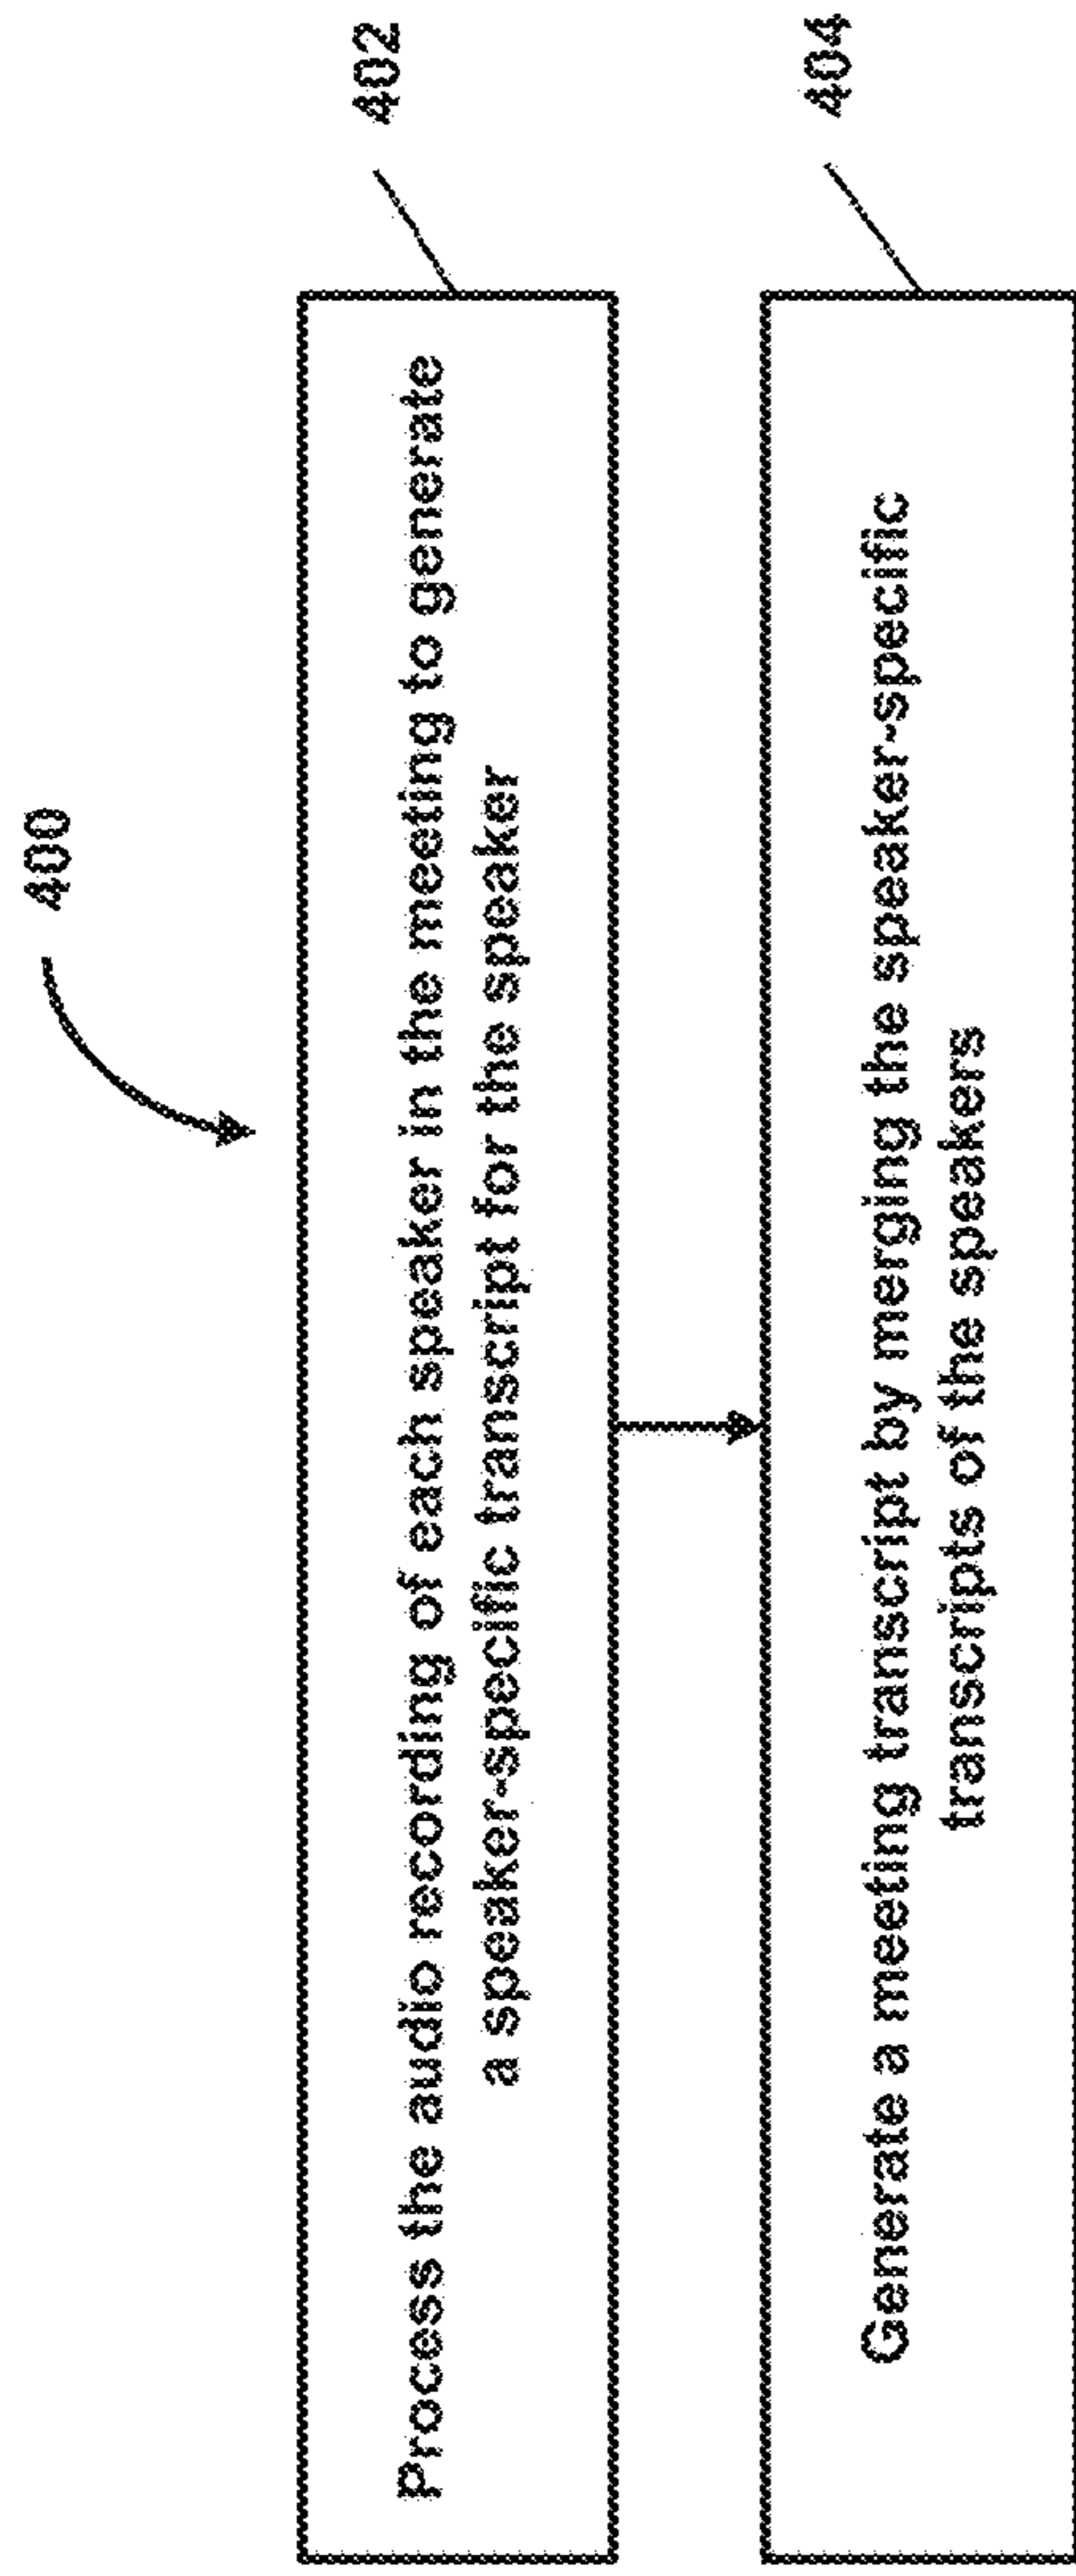 400
402
Process the audio recording of each speaker in the meeting to generate
a speaker-specific transcript for the speaker
404
Generate a meeting transcript by merging the speaker-specific
transcripts of the speakers